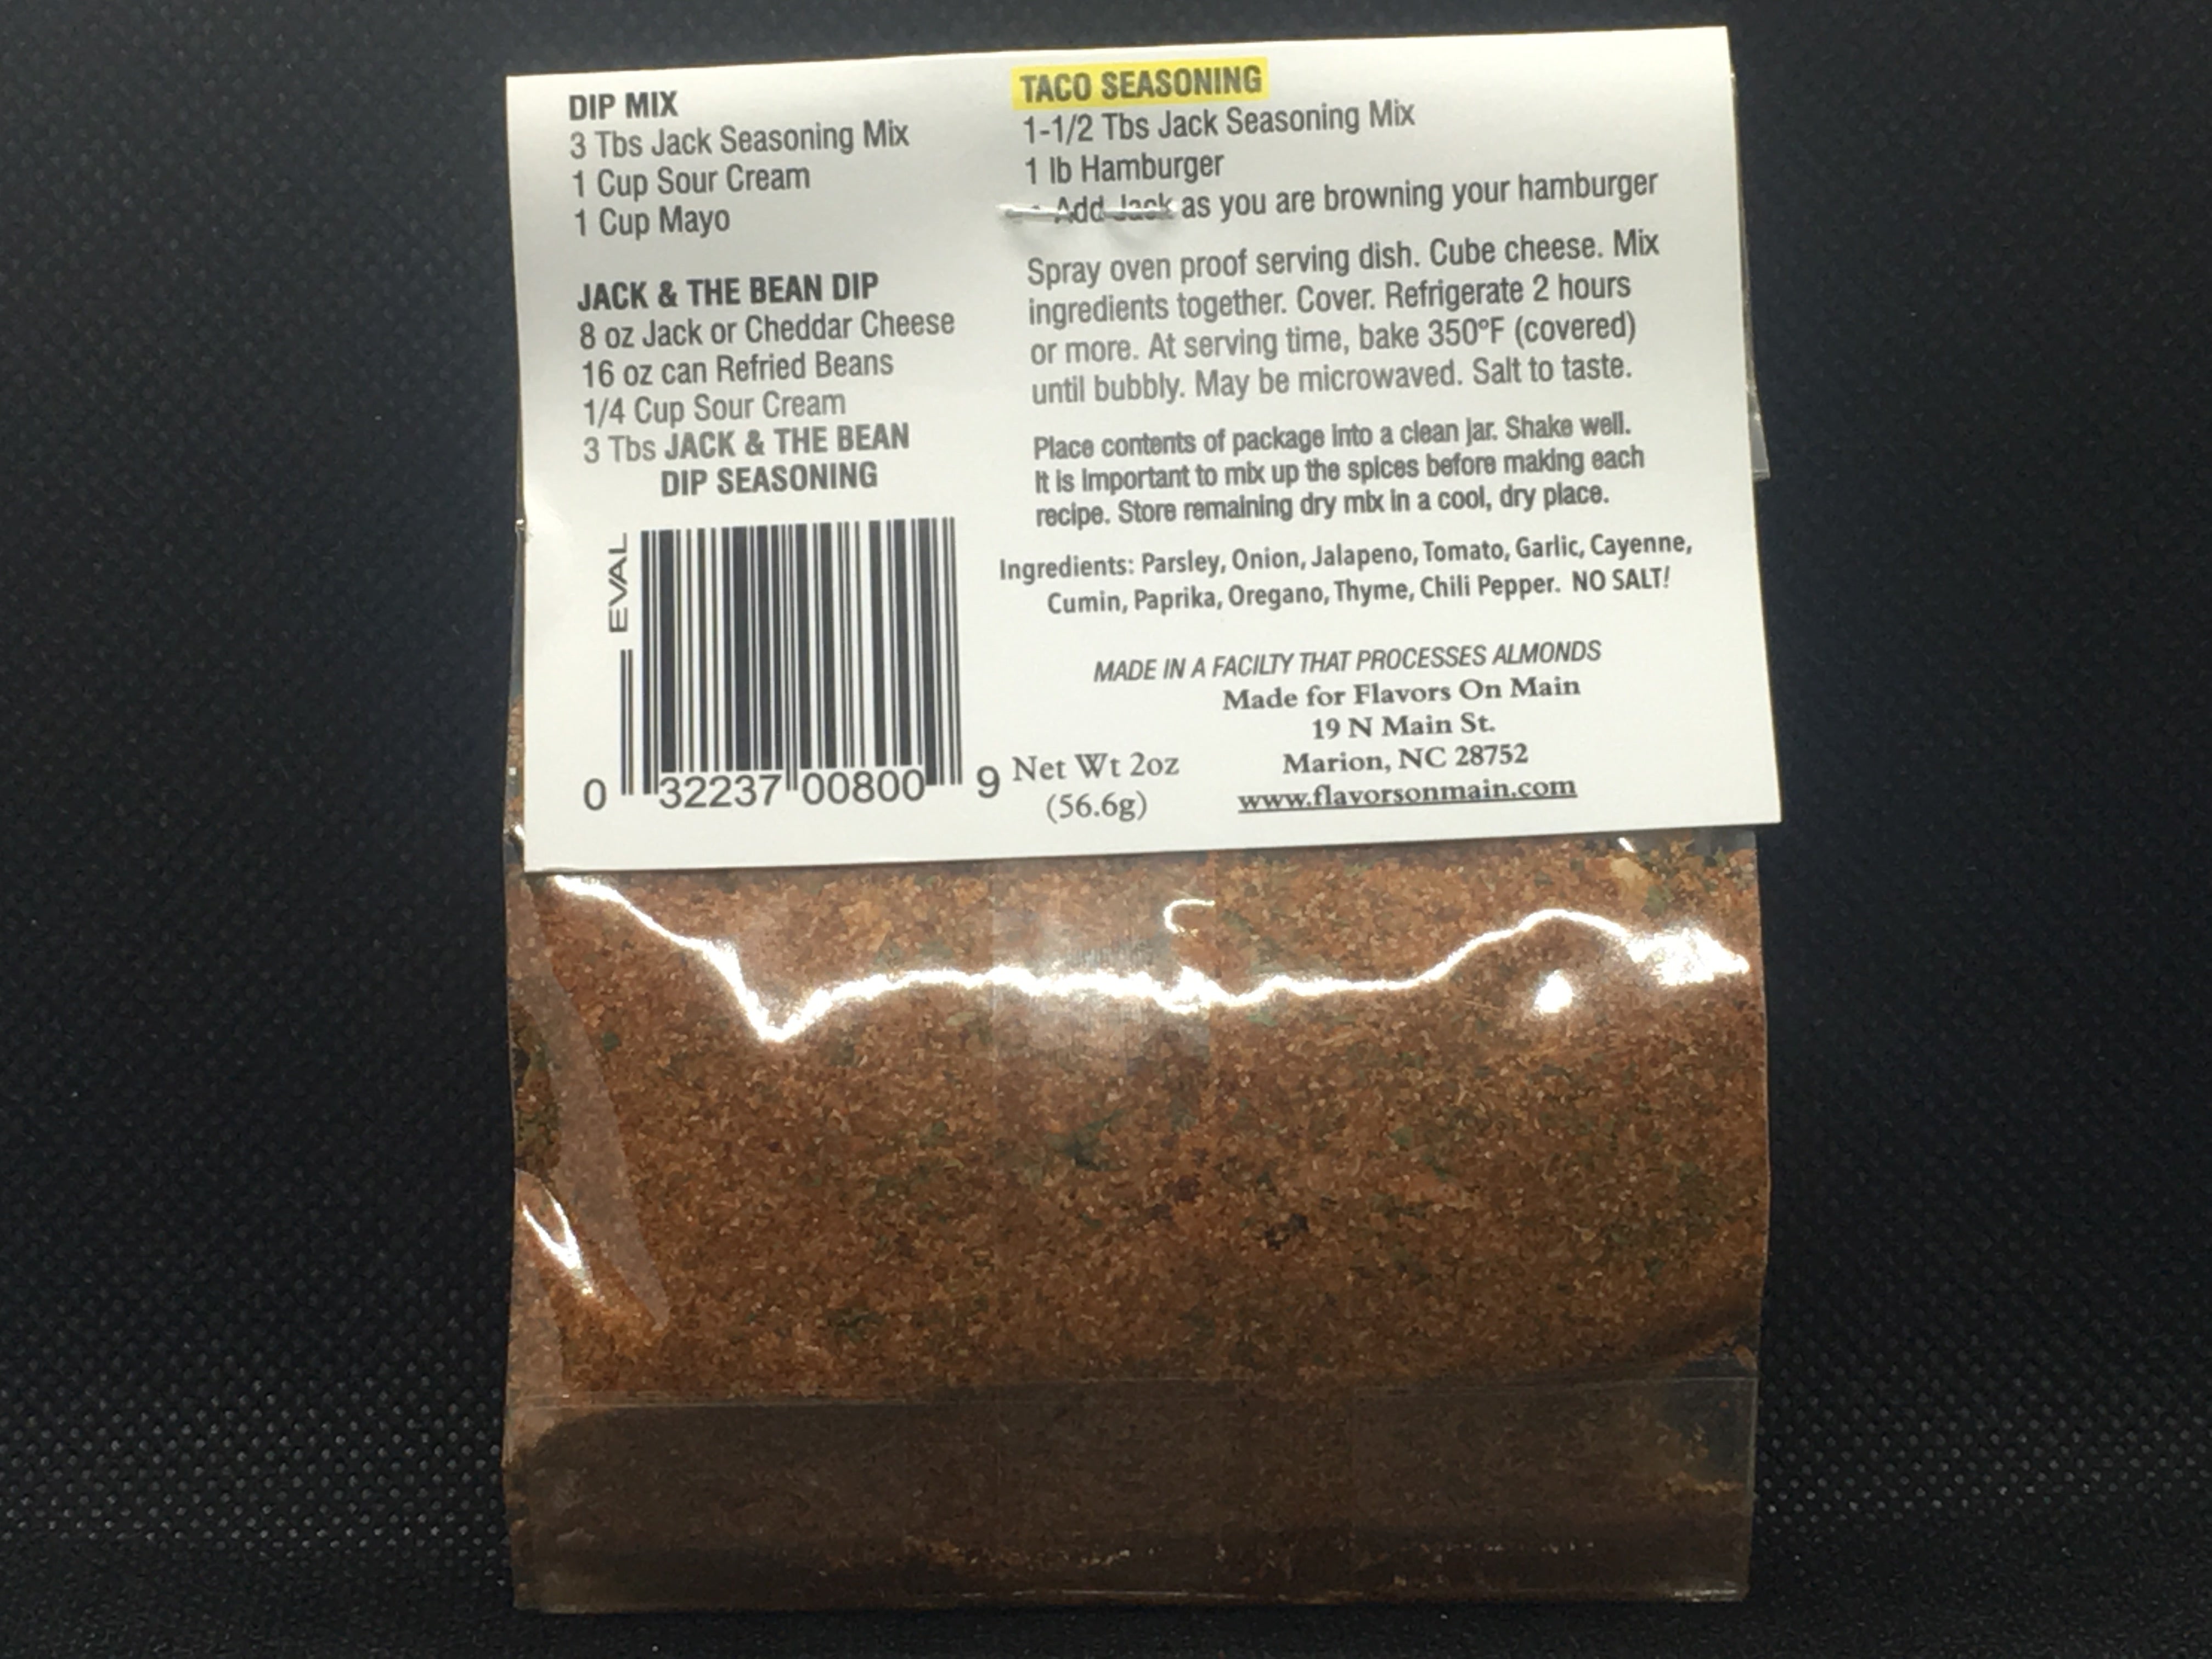 DIP MIX
3 Tbs Jack Seasoning Mix
1 Cup Sour Cream
1 Cup Mayo
JACK & THE BEAN DIP
8 oz Jack or Cheddar Cheese
16 oz can Refried Beans
1/4 Cup Sour Cream
3 Tbs JACK & THE BEAN
DIP SEASONING
EVAL
0 32237 00800 9
TACO SEASONING
1-1/2 Tbs Jack Seasoning Mix
1 lb Hamburger
Add Jack as you are browning your hamburger
Spray oven proof serving dish. Cube cheese. Mix
ingredients together. Cover. Refrigerate 2 hours
or more. At serving time, bake 350°F (covered)
until bubbly. May be microwaved. Salt to taste.
Place contents of package into a clean jar. Shake well.
It is important to mix up the spices before making each
recipe. Store remaining dry mix in a cool, dry place.
Ingredients: Parsley, Onion, Jalapeno, Tomato, Garlic, Cayenne,
Cumin, Paprika, Oregano, Thyme, Chili Pepper. NO SALT!
MADE IN A FACILTY THAT PROCESSES ALMONDS
Made for Flavors On Main
19 N Main St.
Marion, NC 28752
www.flavorsonmain.com
Net Wt 2oz
(56.6g)